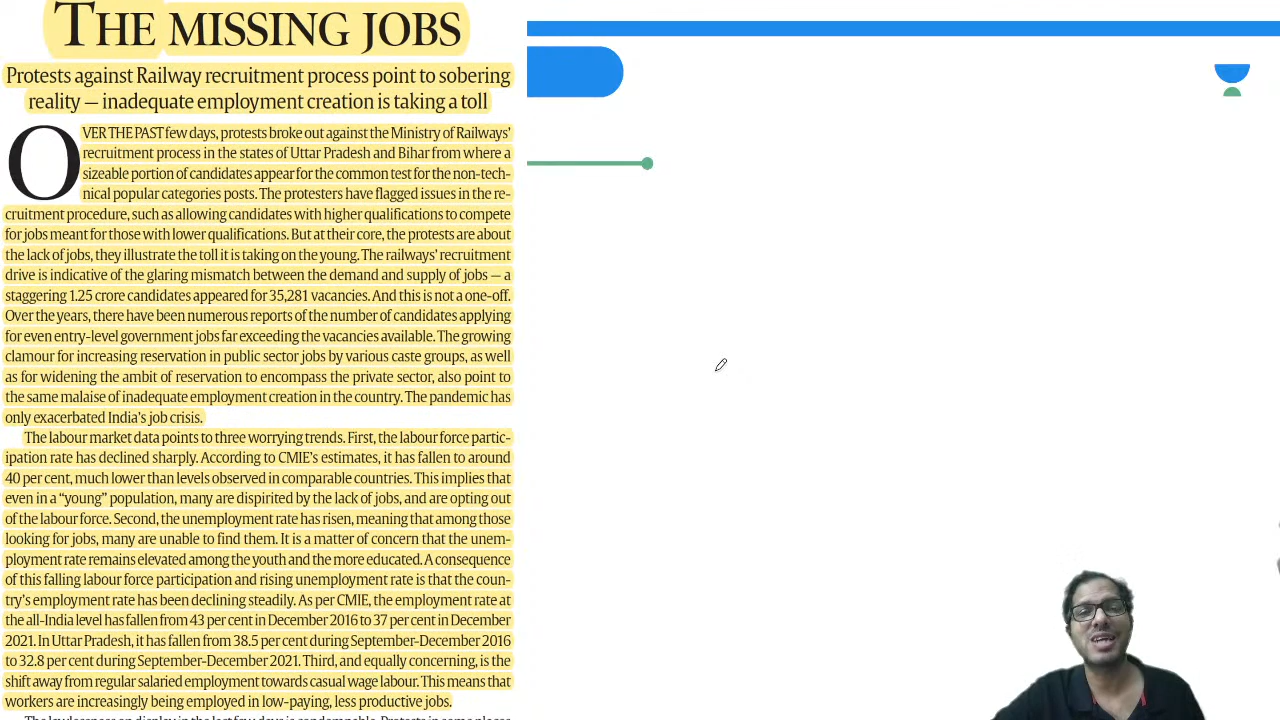 THE MISSING JOBS
Protests against Railway recruitment process point to sobering
reality — inadequate employment creation is taking a toll
OVER THE PAST few days, protests broke out against the Ministry of Railways'
recruitment process in the states of Uttar Pradesh and Bihar from where a
sizeable portion of candidates appear for the common test for the non-tech-
nical popular categories posts. The protesters have flagged issues in the re-
cruitment procedure, such as allowing candidates with higher qualifications to compete
for jobs meant for those with lower qualifications. But at their core, the protests are about
the lack of jobs, they illustrate the toll it is taking on the young. The railways' recruitment
drive is indicative of the glaring mismatch between the demand and supply of jobs — a
staggering 1.25 crore candidates appeared for 35,281 vacancies. And this is not a one-off.
Over the years, there have been numerous reports of the number of candidates applying
for even entry-level government jobs far exceeding the vacancies available. The growing
clamour for increasing reservation in public sector jobs by various caste groups, as well
as for widening the ambit of reservation to encompass the private sector, also point to
the same malaise of inadequate employment creation in the country. The pandemic has
only exacerbated India's job crisis.
The labour market data points to three worrying trends. First, the labour force partic-
ipation rate has declined sharply. According to CMIE's estimates, it has fallen to around
40 per cent, much lower than levels observed in comparable countries. This implies that
even in a "young" population, many are dispirited by the lack of jobs, and are opting out
of the labour force. Second, the unemployment rate has risen, meaning that among those
looking for jobs, many are unable to find them. It is a matter of concern that the unem-
ployment rate remains elevated among the youth and the more educated. A consequence
of this falling labour force participation and rising unemployment rate is that the coun-
try's employment rate has been declining steadily. As per CMIE, the employment rate at
the all-India level has fallen from 43 per cent in December 2016 to 37 per cent in December
2021. In Uttar Pradesh, it has fallen from 38.5 per cent during September-December 2016
to 32.8 per cent during September-December 2021. Third, and equally concerning, is the
shift away from regular salaried employment towards casual wage labour. This means that
workers are increasingly being employed in low-paying, less productive jobs.